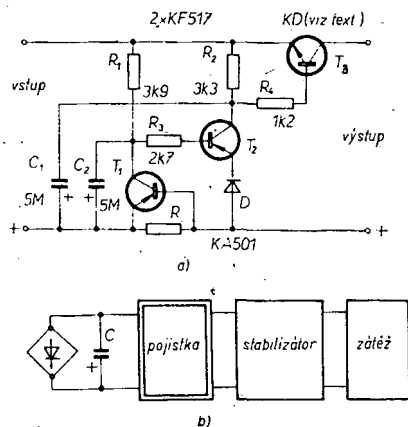 2×KF517
KD(viz text)
R1
3k9
R2
3k3
T3
R4
1k2
vstup
výstup
R3
2k7
T2
C1
5M
+
C2
5M
+
T1
R
D
KA501
+
+
a)
C
+
pojistka
stabilizátor
zátěž
b)